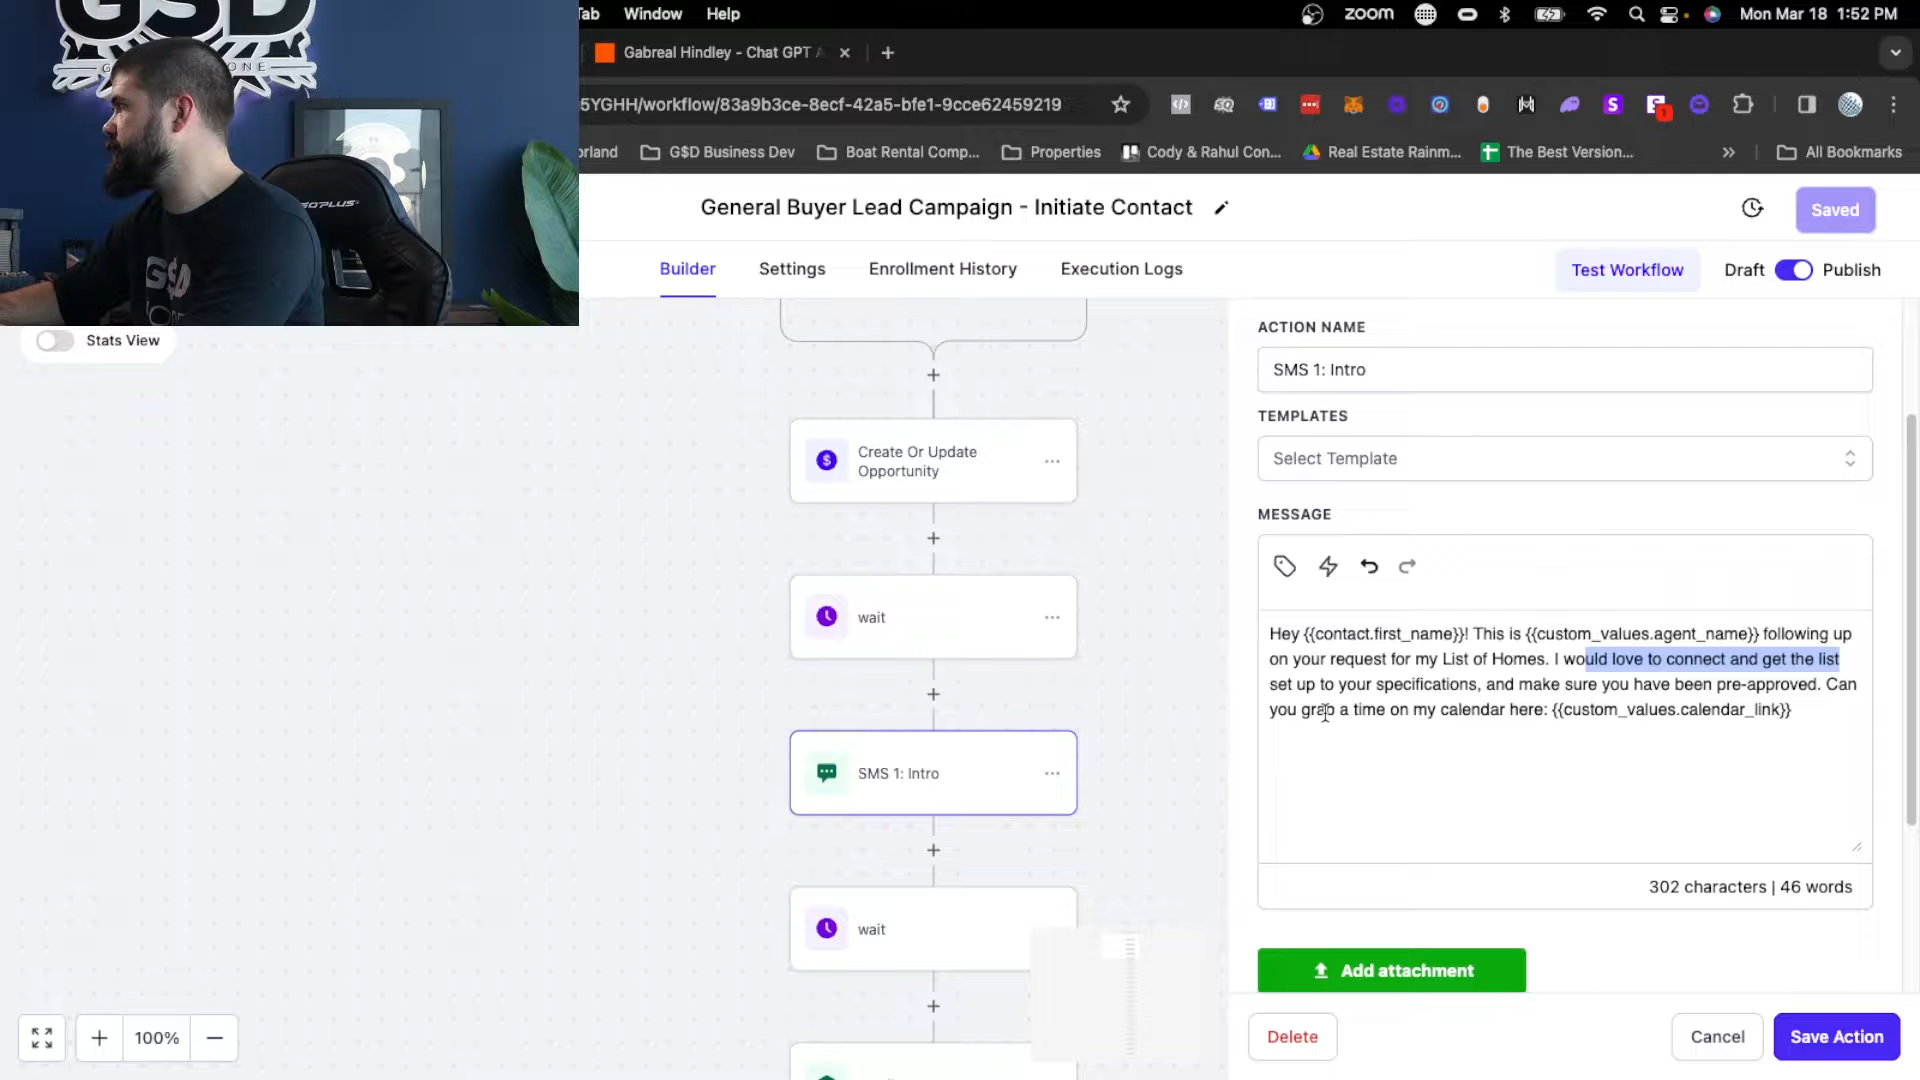 GSD
ONE
GOPLUS
GSD
Tab Window Help
zoom
Mon Mar 18 1:52 PM
Gabreal Hindley - Chat GPT A
5YGHH/workflow/83a9b3ce-8ecf-42a5-bfe1-9cce62459219
1
orland G$D Business Dev Boat Rental Comp... Properties Cody & Rahul Con... Real Estate Rainm... The Best Version... » All Bookmarks
General Buyer Lead Campaign - Initiate Contact
Saved
Builder Settings Enrollment History Execution Logs
Test Workflow Draft Publish
Stats View
Create Or Update
Opportunity
wait
SMS 1: Intro
wait
100%
ACTION NAME
SMS 1: Intro
TEMPLATES
Select Template
MESSAGE
Hey {{contact.first_name}}! This is {{custom_values.agent_name}} following up
on your request for my List of Homes. I would love to connect and get the list
set up to your specifications, and make sure you have been pre-approved. Can
you grab a time on my calendar here: {{custom_values.calendar_link}}
302 characters | 46 words
Add attachment
Delete
Cancel
Save Action